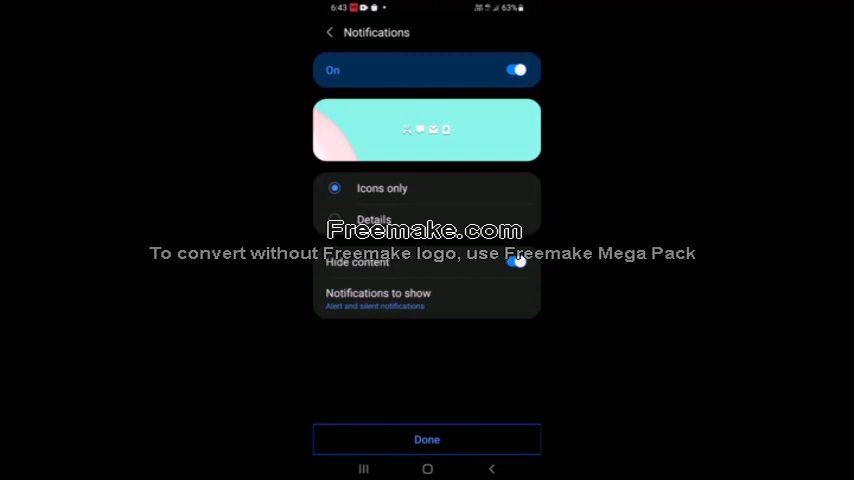 6:43
63%
Notifications
On
Icons only
Details
Freemake.com
To convert without Freemake logo, use Freemake Mega Pack
Hide content
Notifications to show
Alert and silent notifications
Done